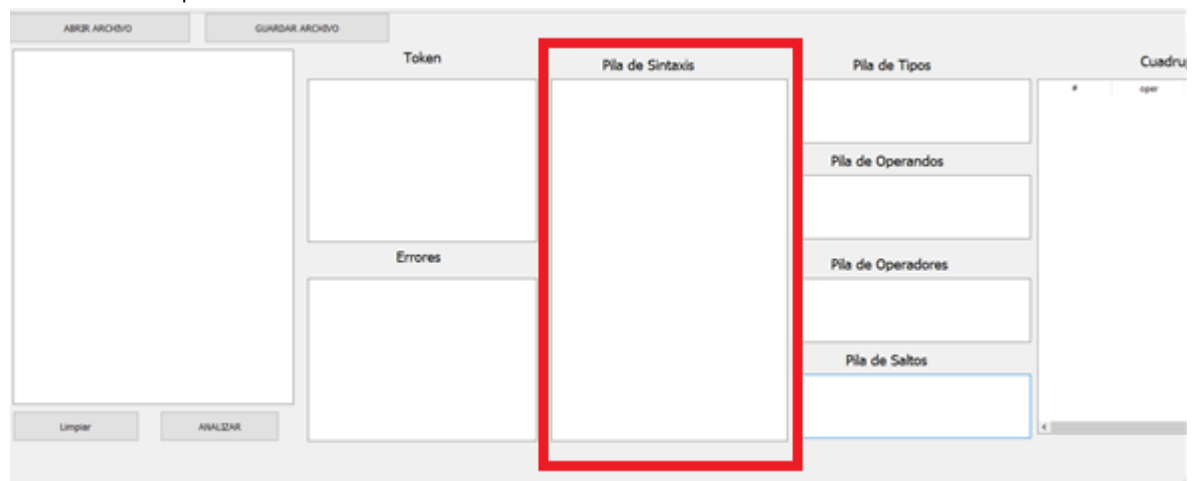 ABRIR ARCHIVO GUARDAR ARCHIVO
Token Pila de Sintaxis Pila de Tipos Cuadru
# oper
Pila de Operandos
Errores Pila de Operadores
Pila de Saltos
Limpiar ANALIZAR